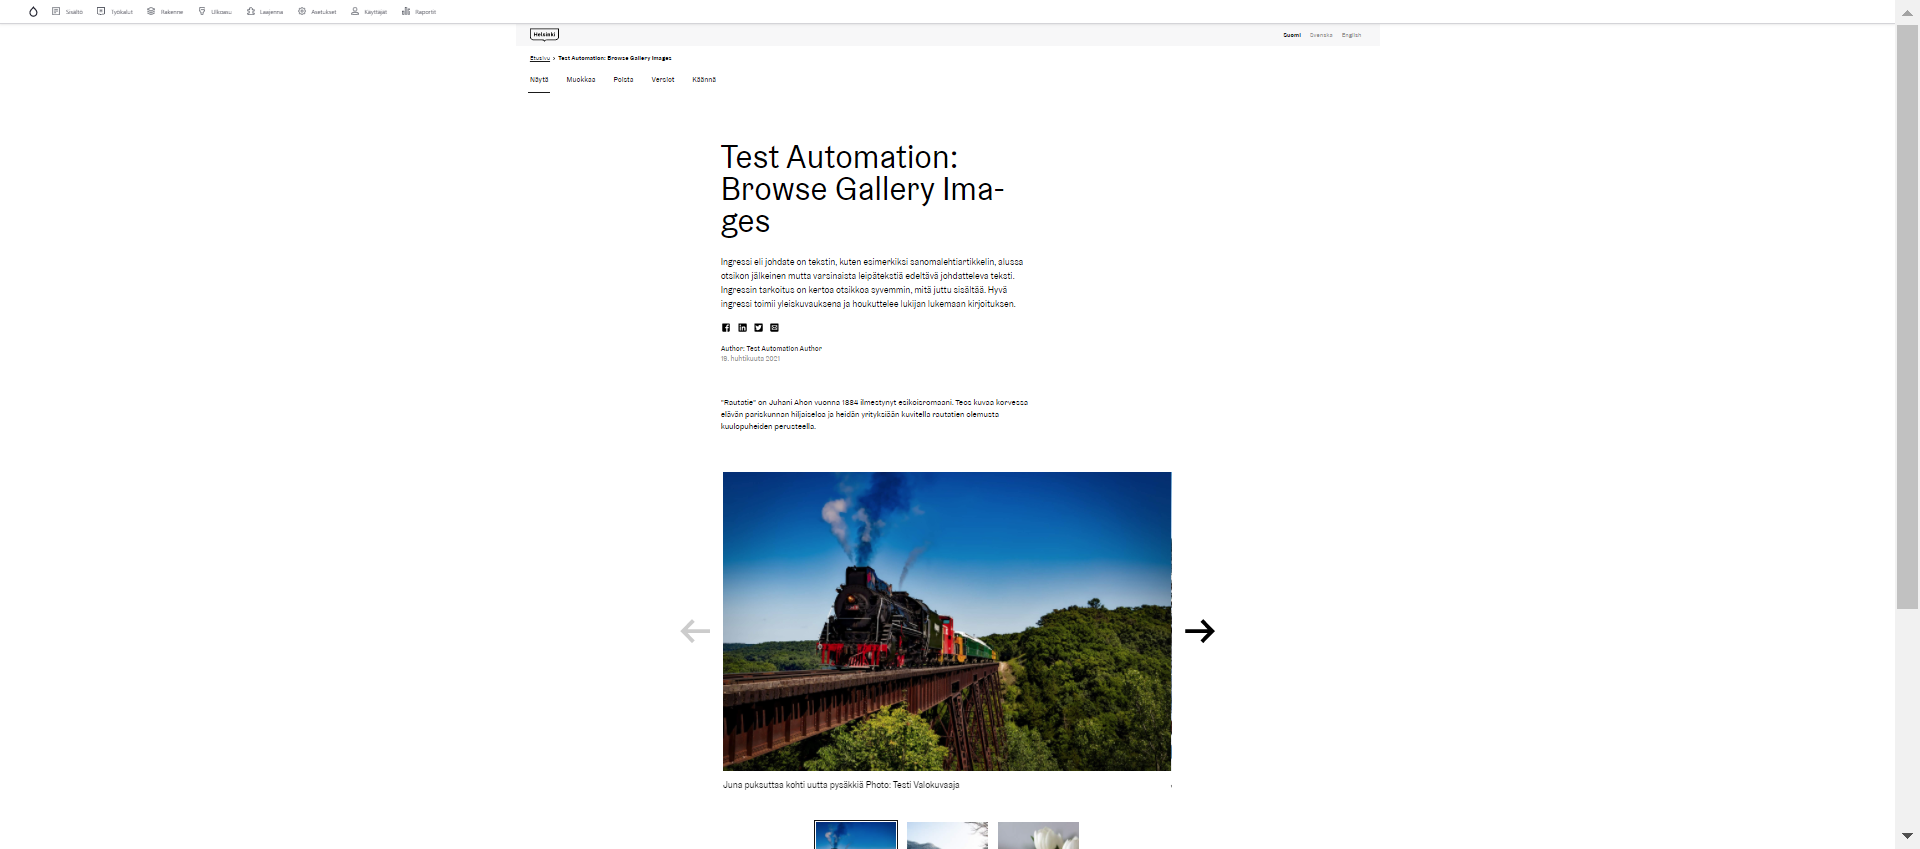 Sisältö Työkalut Rakenne Ulkoasu Laajenna Asetukset Käyttäjät Raportit
Helsinki
Suomi Svenska English
Etusivu › Test Automation: Browse Gallery Images
Näytä Muokkaa Poista Versiot Käännä
Test Automation:
Browse Gallery Ima-
ges
Ingressi eli johdate on tekstin, kuten esimerkiksi sanomalehtiartikkelin, alussa
otsikon jälkeinen mutta varsinaista leipätekstiä edeltävä johdatteleva teksti.
Ingressin tarkoitus on kertoa otsikkoa syvemmin, mitä juttu sisältää. Hyvä
ingressi toimii yleiskuvauksena ja houkuttelee lukijan lukemaan kirjoituksen.
Author: Test Automation Author
19. huhtikuuta 2021
"Rautatie" on Juhani Ahon vuonna 1884 ilmestynyt esikoisromaani. Teos kuvaa korvessa
elävän pariskunnan hiljaiseloa ja heidän yrityksiään kuvitella rautatien olemusta
kuulopuheiden perusteella.
Juna puksuttaa kohti uutta pysäkkiä Photo: Testi Valokuvaaja